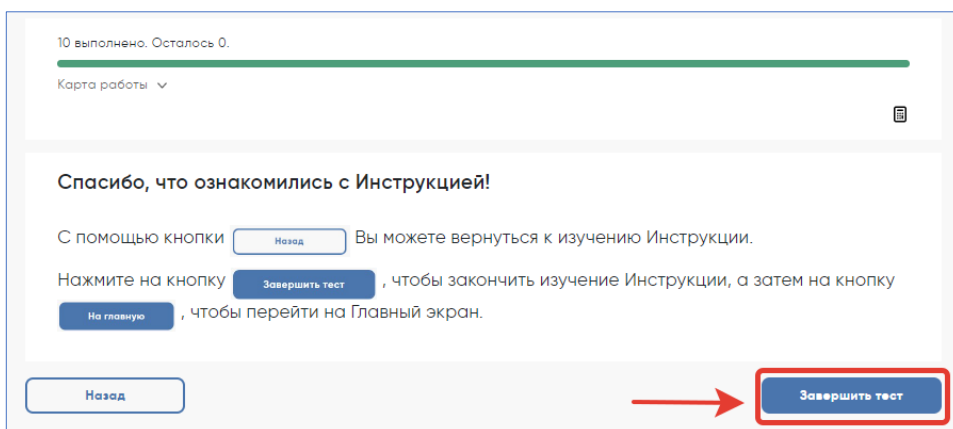 10 выполнено. Осталось 0.
Карта работы
Спасибо, что ознакомились с Инструкцией!
С помощью кнопки Назад Вы можете вернуться к изучению Инструкции.
Нажмите на кнопку Завершить тест , чтобы закончить изучение Инструкции, а затем на кнопку
На главную , чтобы перейти на Главный экран.
Назад Завершить тест